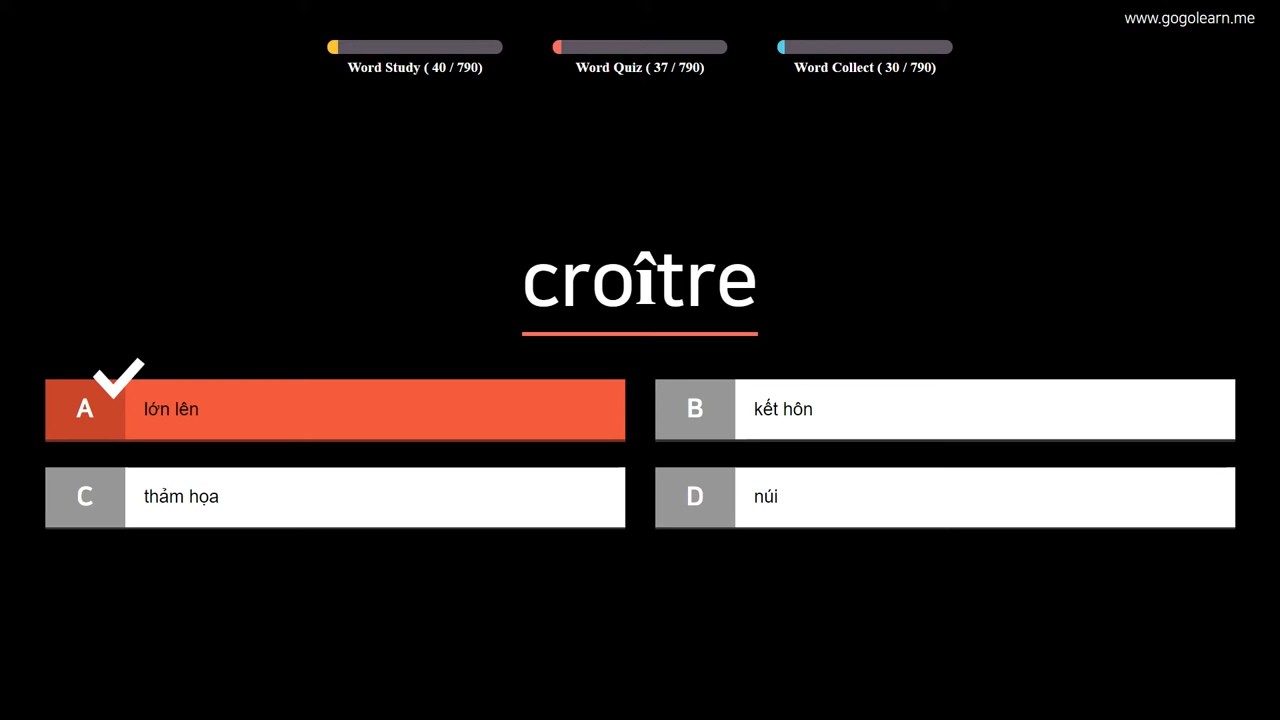 www.gogolearn.me
Word Study ( 40 / 790)
Word Quiz ( 37 / 790)
Word Collect ( 30 / 790)
croître
A lớn lên
B kết hôn
C thảm họa
D núi